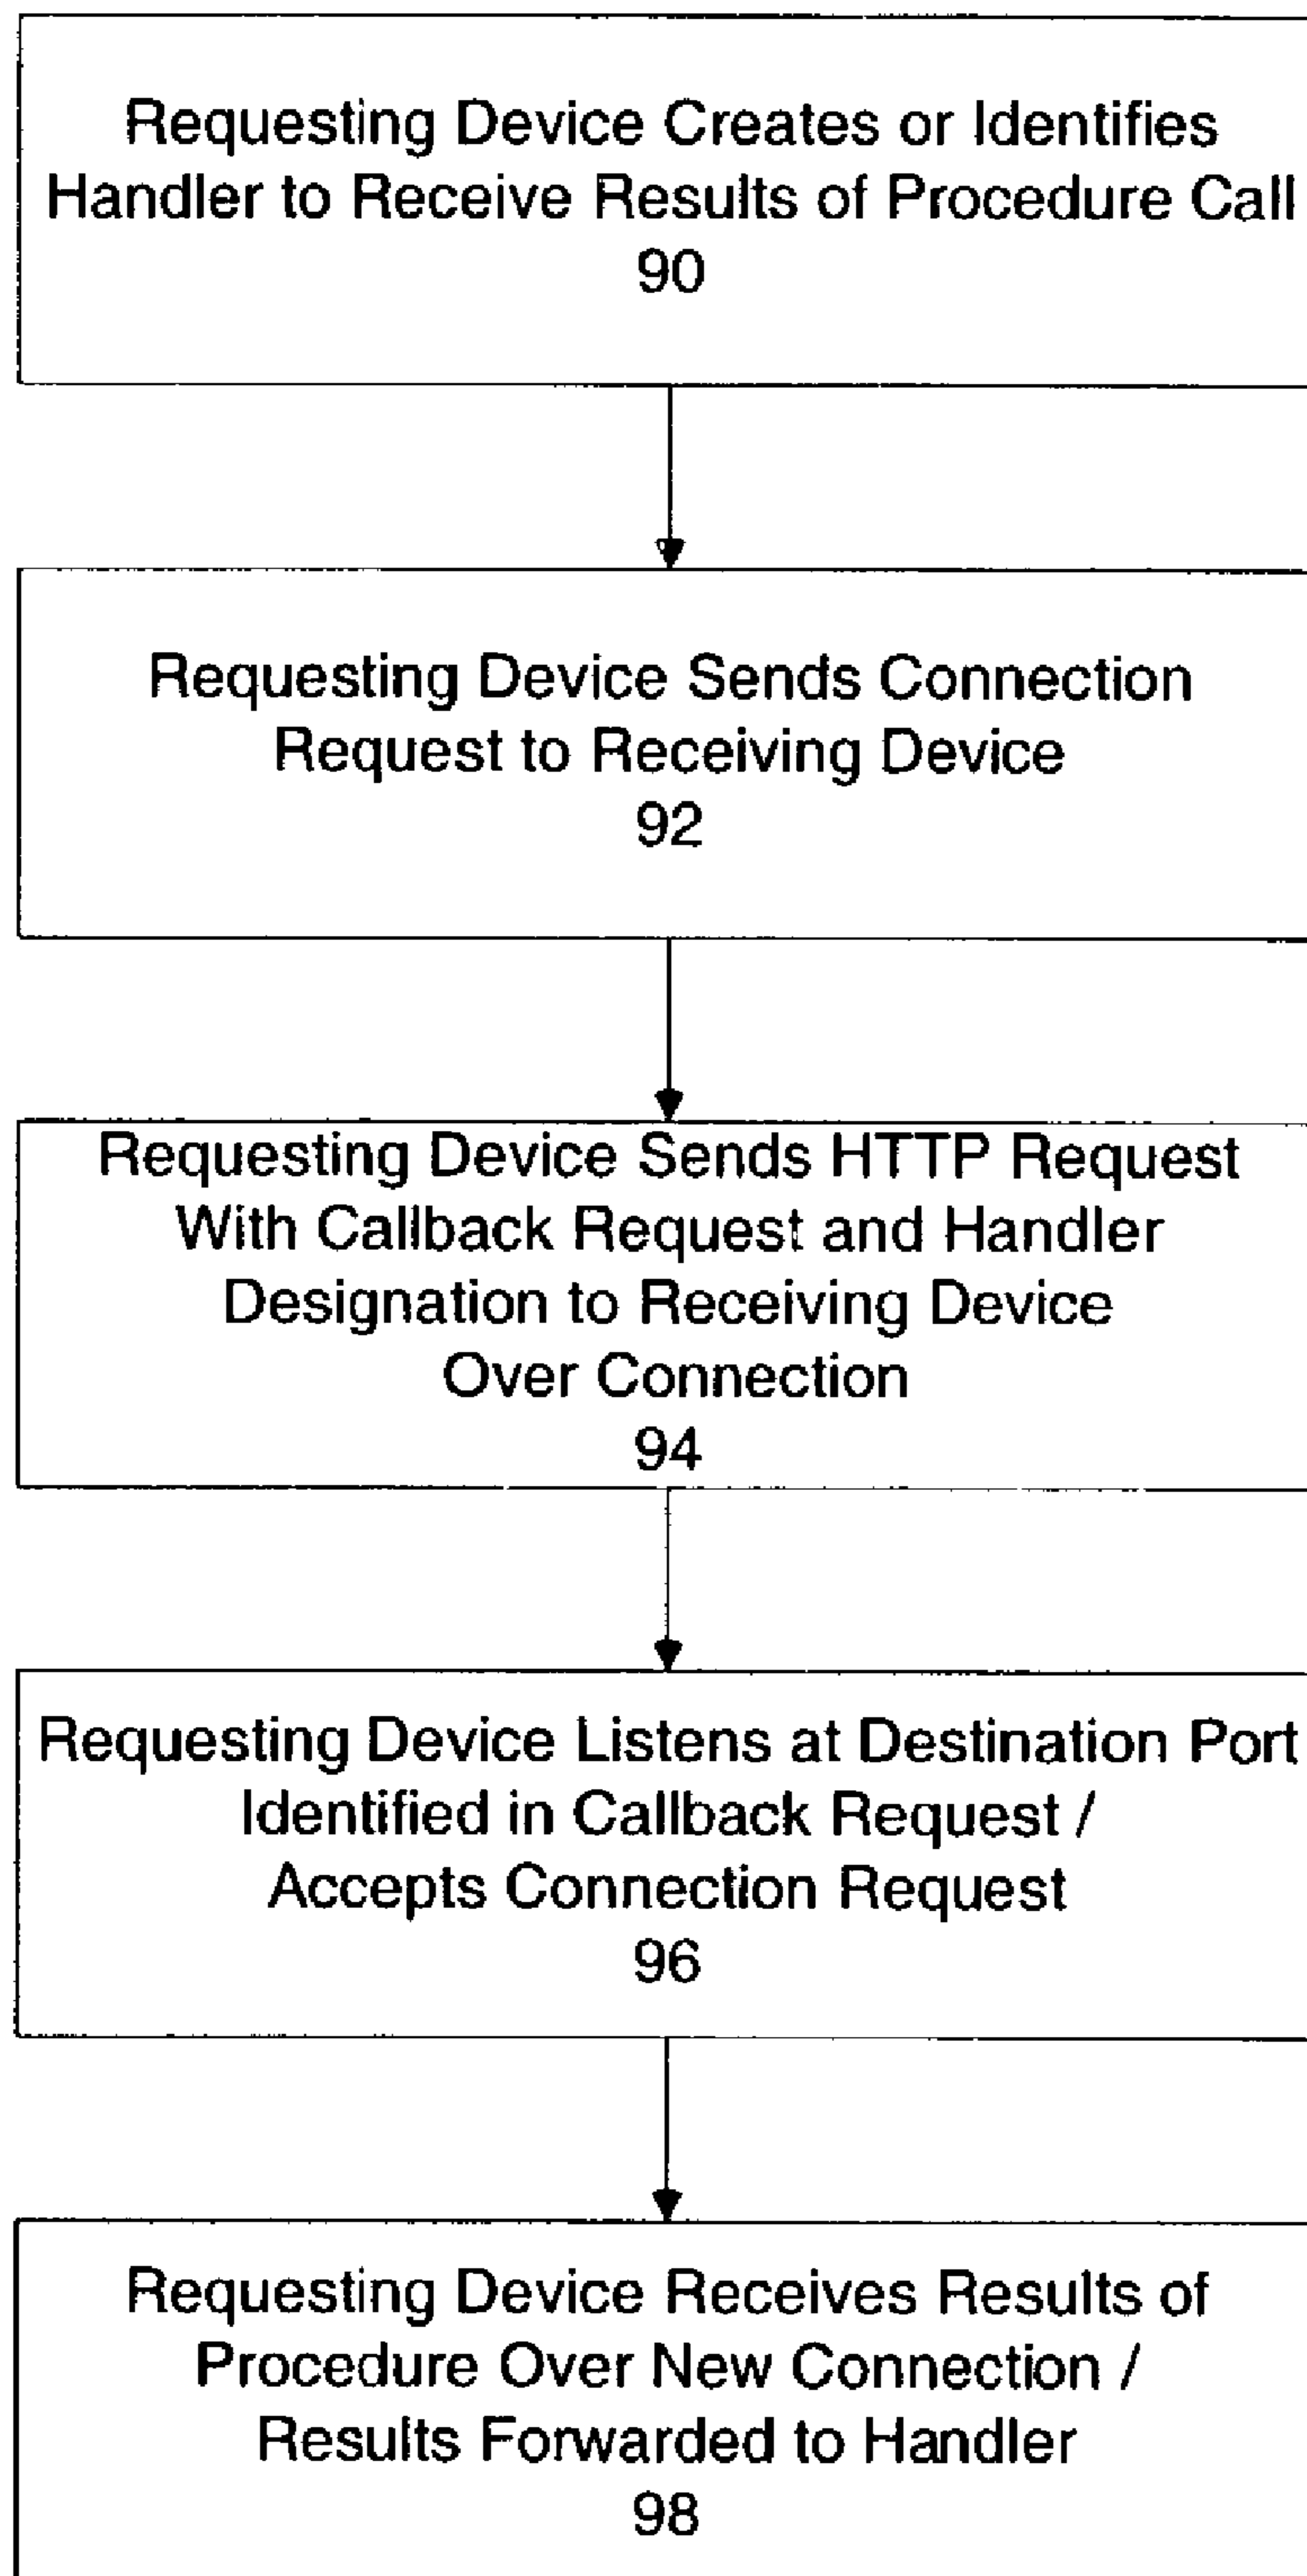 Requesting Device Creates or Identifies
Handler to Receive Results of Procedure Call
90
Requesting Device Sends Connection
Request to Receiving Device
92
Requesting Device Sends HTTP Request
With Callback Request and Handler
Designation to Receiving Device
Over Connection
94
Requesting Device Listens at Destination Port
Identified in Callback Request /
Accepts Connection Request
96
Requesting Device Receives Results of
Procedure Over New Connection /
Results Forwarded to Handler
98